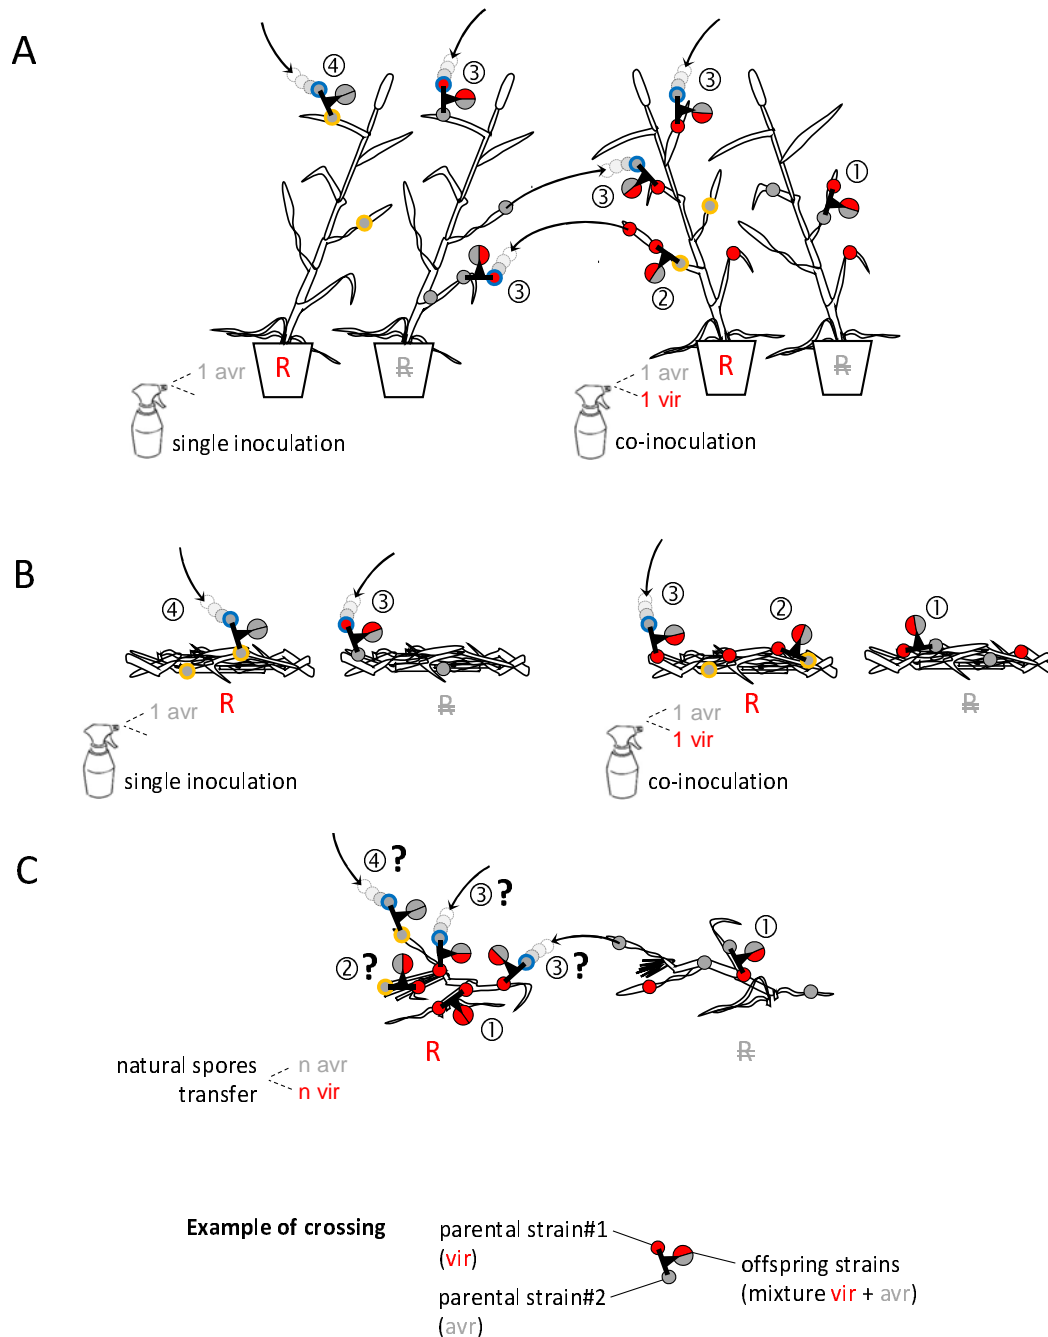 A
④
③
③
③
①
③
②
R
R
1 avr
single inoculation
1 avr
1 vir
co-inoculation
R
R
B
④
③
③
②
①
R
R
R
R
1 avr
single inoculation
1 avr
1 vir
co-inoculation
C
④?
③?
②?
③?
①
①
R
R
natural spores
transfer
n avr
n vir
Example of crossing
parental strain#1
(vir)
parental strain#2
(avr)
offspring strains
(mixture vir + avr)